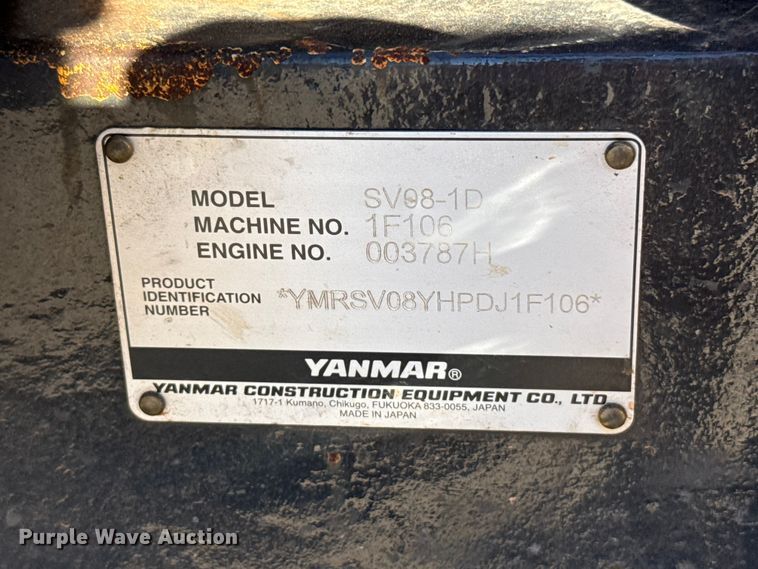 MODEL SV08-1D
MACHINE NO. 1F106
ENGINE NO. 003787H
PRODUCT
IDENTIFICATION
NUMBER
*YMRSV08YHPDJ1F106*
YANMAR®
YANMAR CONSTRUCTION EQUIPMENT CO., LTD
1717-1 Kumano, Chikugo, FUKUOKA 833-0055, JAPAN
MADE IN JAPAN
Purple Wave Auction